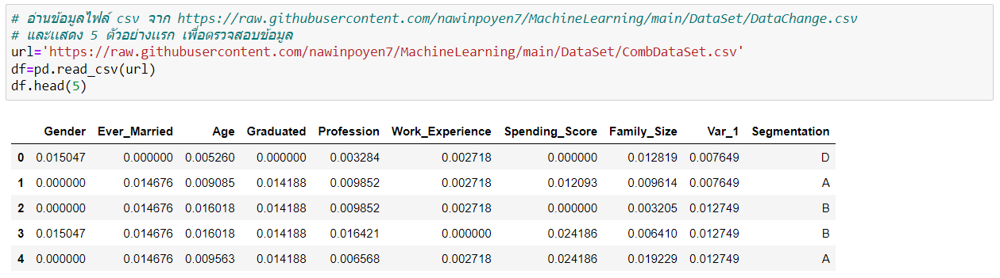 # อ่านข้อมูลไฟล์ csv จาก https://raw.githubusercontent.com/nawinpoyen7/MachineLearning/main/DataSet/DataChange.csv
# และแสดง 5 ตัวอย่างแรก เพื่อตรวจสอบข้อมูล
url='https://raw.githubusercontent.com/nawinpoyen7/MachineLearning/main/DataSet/CombDataSet.csv'
df=pd.read_csv(url)
df.head(5)
Gender Ever_Married Age Graduated Profession Work_Experience Spending_Score Family_Size Var_1 Segmentation
0 0.015047 0.000000 0.005260 0.000000 0.003284 0.002718 0.000000 0.012819 0.007649 D
1 0.000000 0.014676 0.009085 0.014188 0.009852 0.002718 0.012093 0.009614 0.007649 A
2 0.000000 0.014676 0.016018 0.014188 0.009852 0.002718 0.000000 0.003205 0.012749 B
3 0.015047 0.014676 0.016018 0.014188 0.016421 0.000000 0.024186 0.006410 0.012749 B
4 0.000000 0.014676 0.009563 0.014188 0.006568 0.002718 0.024186 0.019229 0.012749 A